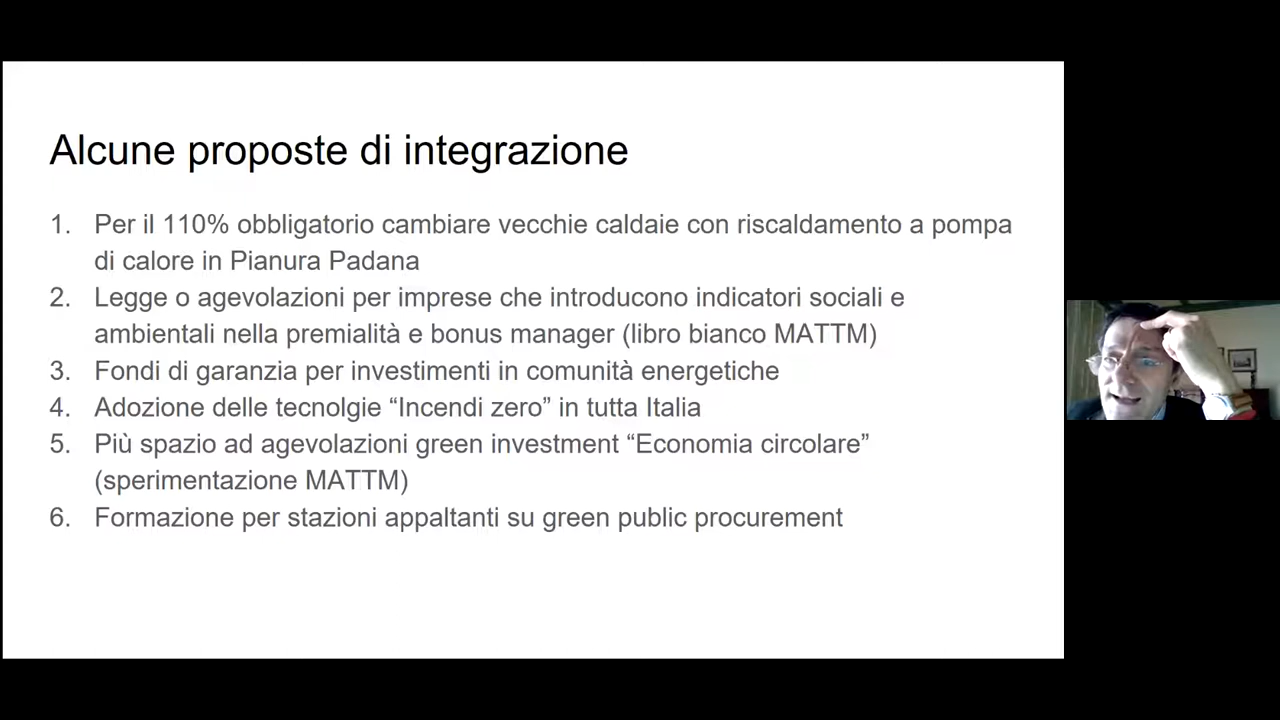 Alcune proposte di integrazione
1. Per il 110% obbligatorio cambiare vecchie caldaie con riscaldamento a pompa
di calore in Pianura Padana
2. Legge o agevolazioni per imprese che introducono indicatori sociali e
ambientali nella premialità e bonus manager (libro bianco MATTM)
3. Fondi di garanzia per investimenti in comunità energetiche
4. Adozione delle tecnolgie “Incendi zero” in tutta Italia
5. Più spazio ad agevolazioni green investment “Economia circolare”
(sperimentazione MATTM)
6. Formazione per stazioni appaltanti su green public procurement